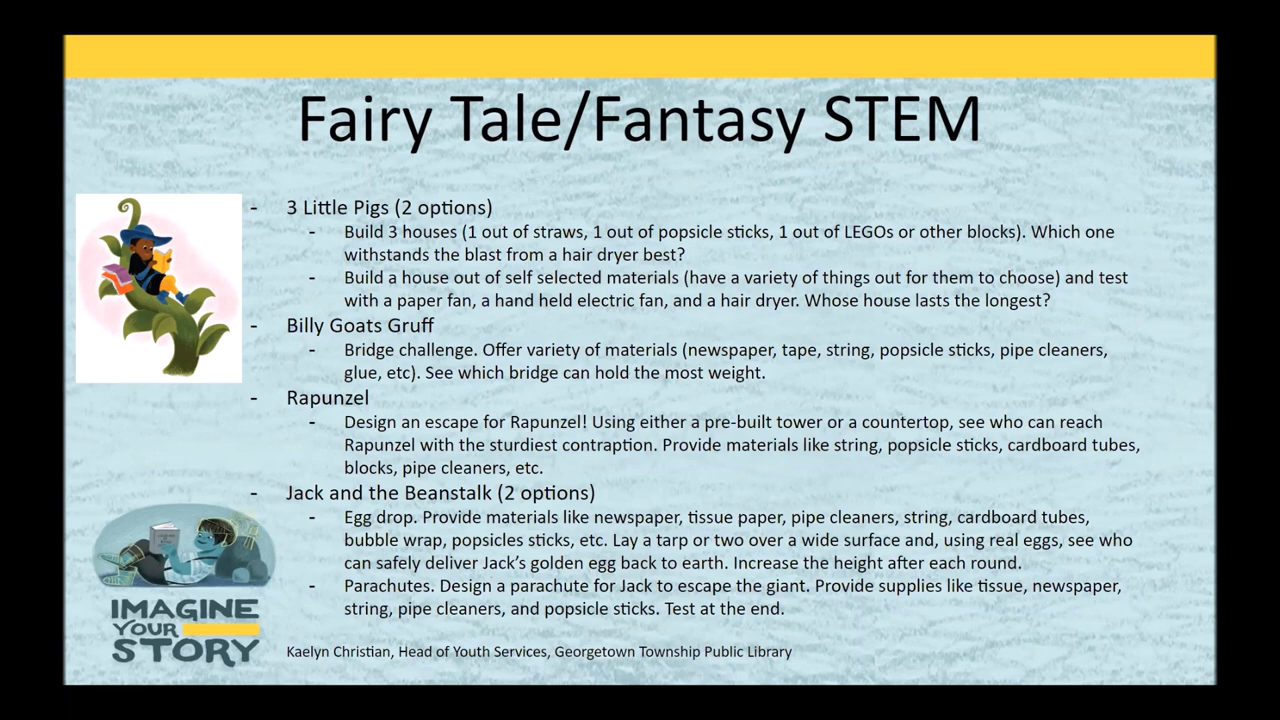 Fairy Tale/Fantasy STEM
- 3 Little Pigs (2 options)
- Build 3 houses (1 out of straws, 1 out of popsicle sticks, 1 out of LEGOs or other blocks). Which one
withstands the blast from a hair dryer best?
- Build a house out of self selected materials (have a variety of things out for them to choose) and test
with a paper fan, a hand held electric fan, and a hair dryer. Whose house lasts the longest?
- Billy Goats Gruff
- Bridge challenge. Offer variety of materials (newspaper, tape, string, popsicle sticks, pipe cleaners,
glue, etc). See which bridge can hold the most weight.
- Rapunzel
- Design an escape for Rapunzel! Using either a pre-built tower or a countertop, see who can reach
Rapunzel with the sturdiest contraption. Provide materials like string, popsicle sticks, cardboard tubes,
blocks, pipe cleaners, etc.
- Jack and the Beanstalk (2 options)
- Egg drop. Provide materials like newspaper, tissue paper, pipe cleaners, string, cardboard tubes,
bubble wrap, popsicles sticks, etc. Lay a tarp or two over a wide surface and, using real eggs, see who
can safely deliver Jack's golden egg back to earth. Increase the height after each round.
- Parachutes. Design a parachute for Jack to escape the giant. Provide supplies like tissue, newspaper,
string, pipe cleaners, and popsicle sticks. Test at the end.
IMAGINE
YOUR
STORY
Kaelyn Christian, Head of Youth Services, Georgetown Township Public Library